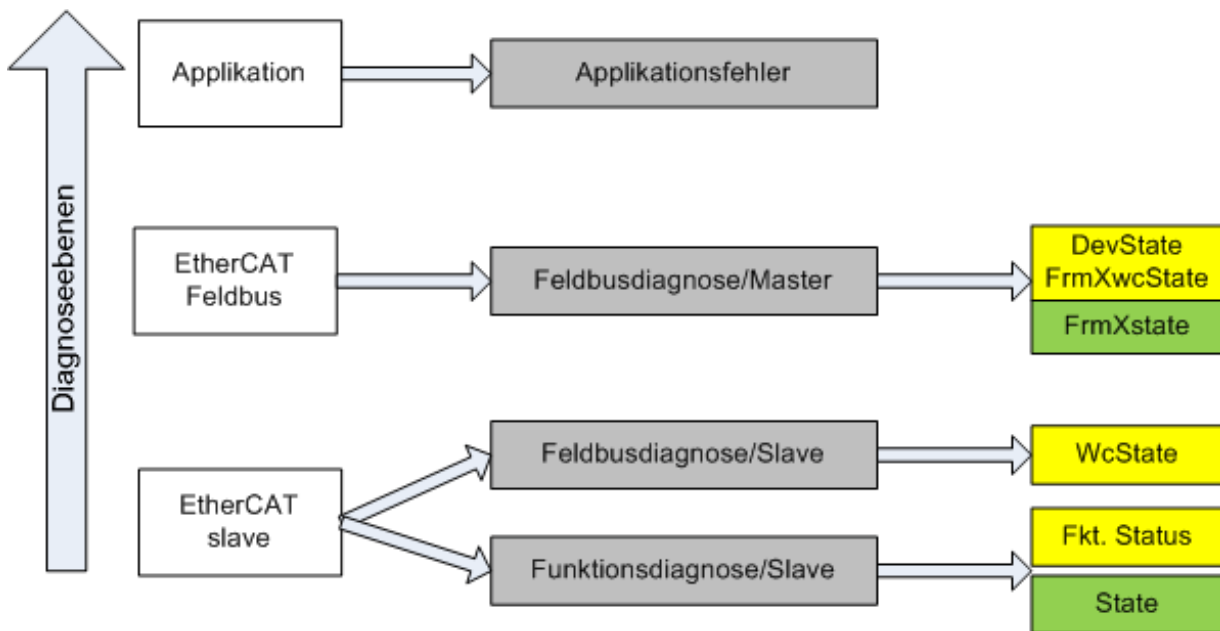 Diagnoseebenen
Applikation
Applikationsfehler
EtherCAT
Feldbus
Feldbusdiagnose/Master
DevState
FrmXwcState
FrmXstate
EtherCAT
slave
Feldbusdiagnose/Slave
WcState
Funktionsdiagnose/Slave
Fkt. Status
State